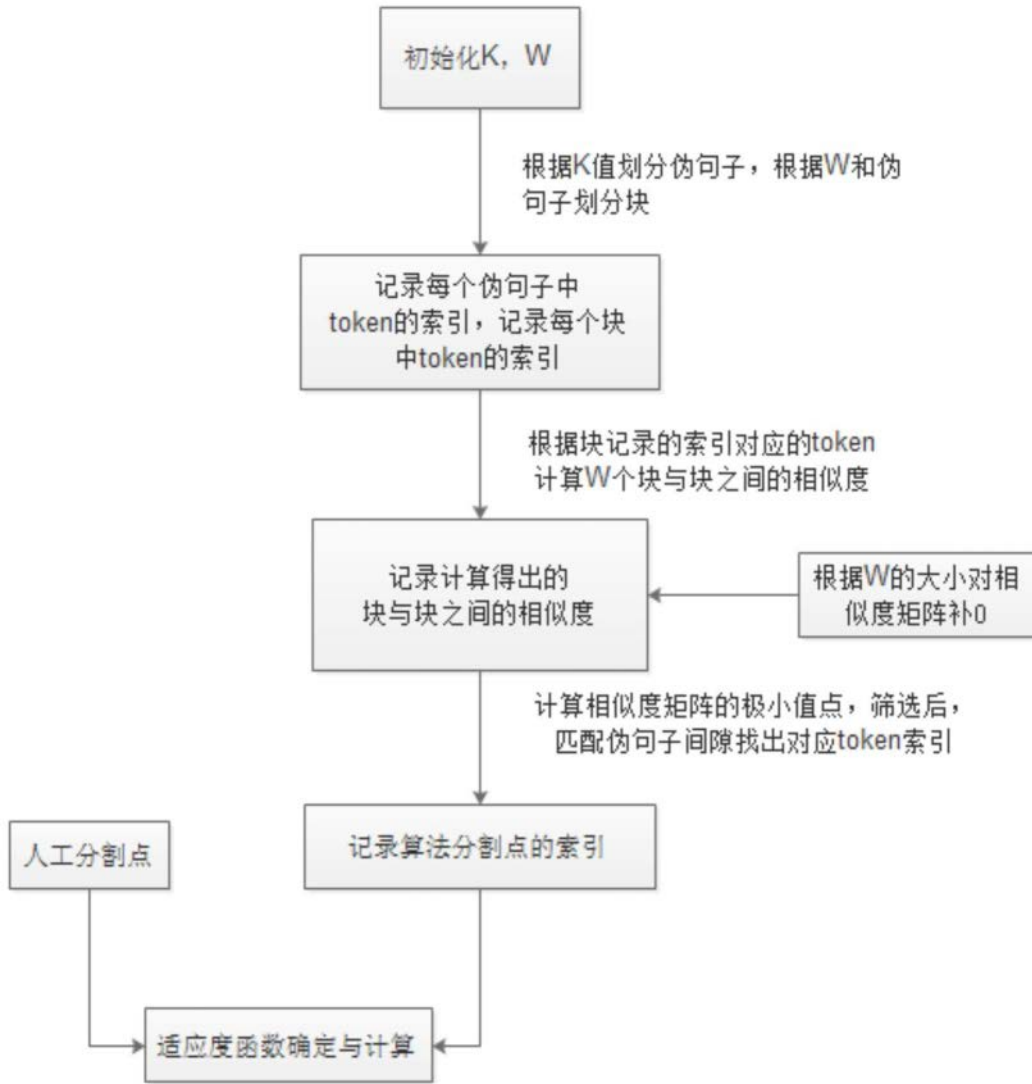 初始化K，W
根据K值划分伪句子，根据W和伪
句子划分块
记录每个伪句子中
token的索引，记录每个块
中token的索引
根据块记录的索引对应的token
计算W个块与块之间的相似度
记录计算得出的
块与块之间的相似度
根据W的大小对相
似度矩阵补0
计算相似度矩阵的极小值点，筛选后，
匹配伪句子间隙找出对应token索引
人工分割点
记录算法分割点的索引
适应度函数确定与计算